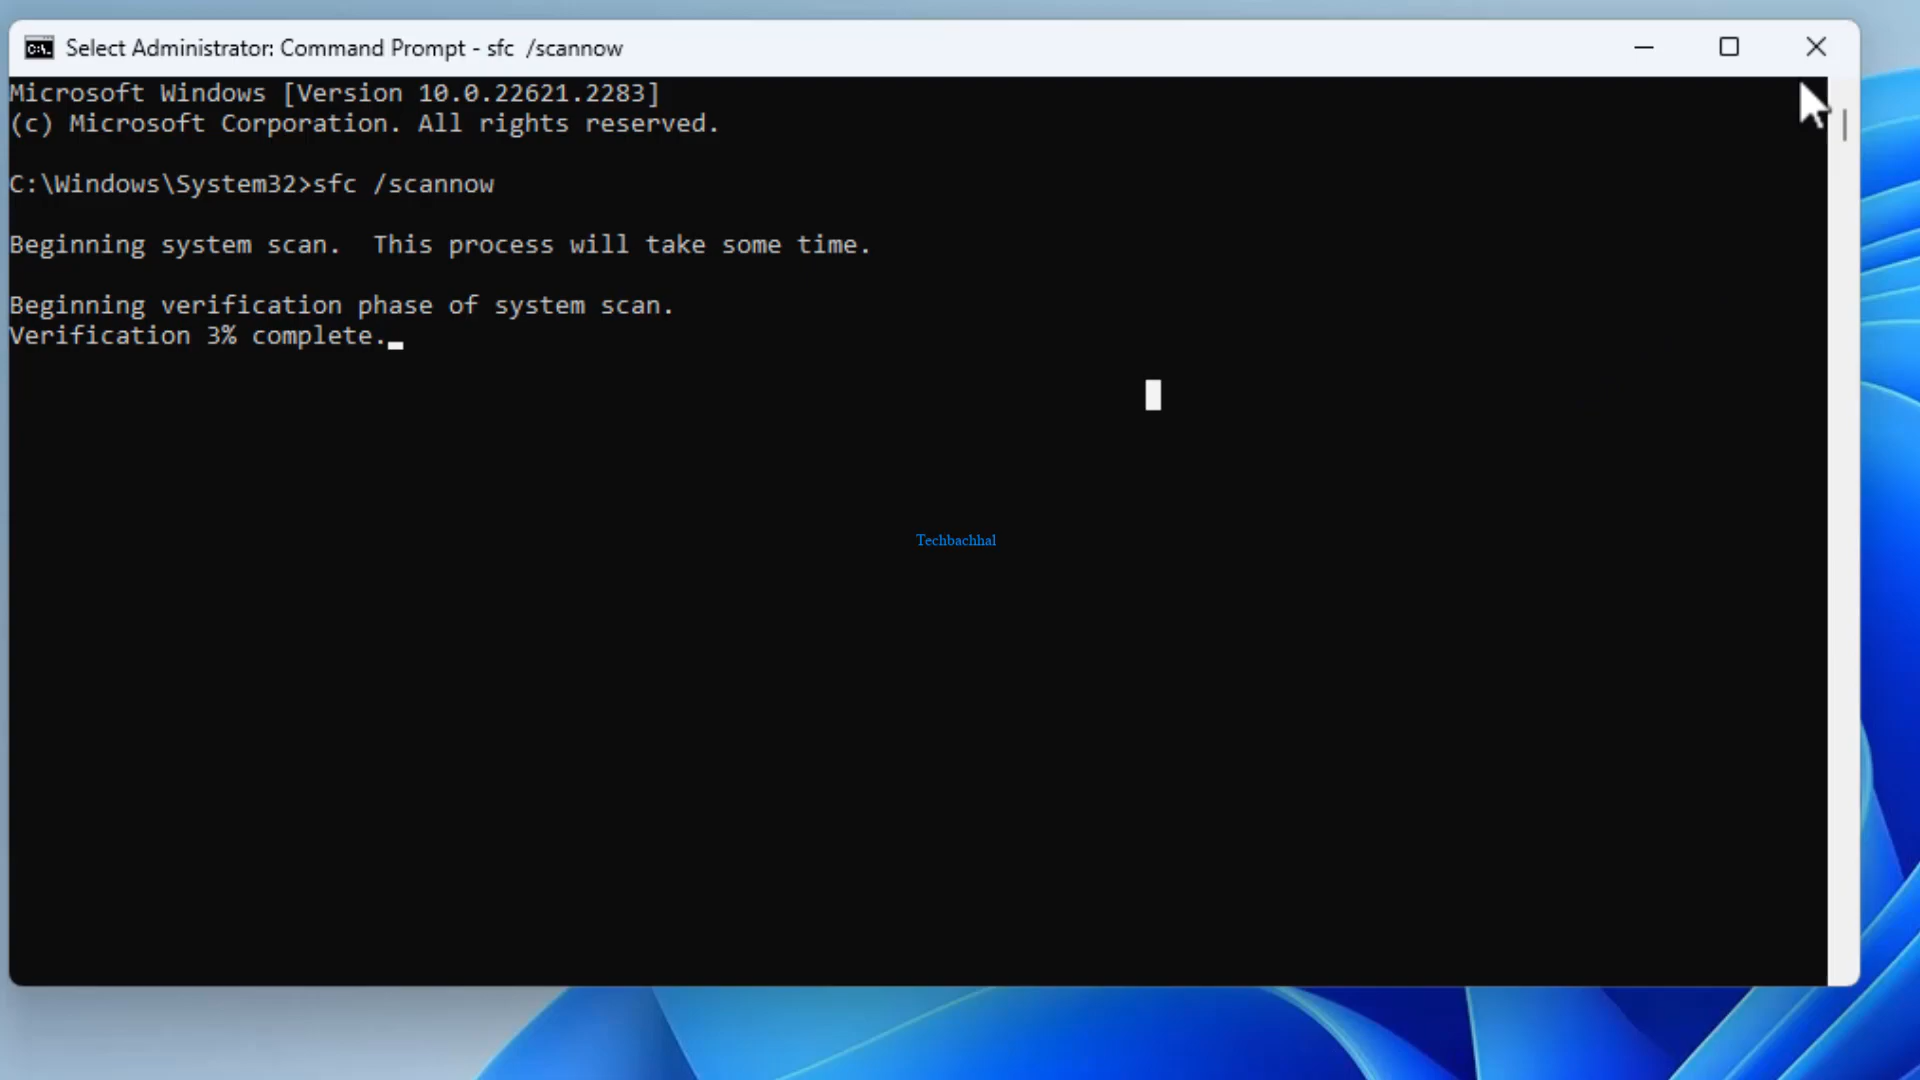 Select Administrator: Command Prompt - sfc  /scannow
Microsoft Windows [Version 10.0.22621.2283]
(c) Microsoft Corporation. All rights reserved.
C:\Windows\System32>sfc /scannow
Beginning system scan.  This process will take some time.
Beginning verification phase of system scan.
Verification 3% complete.
Techbachhal